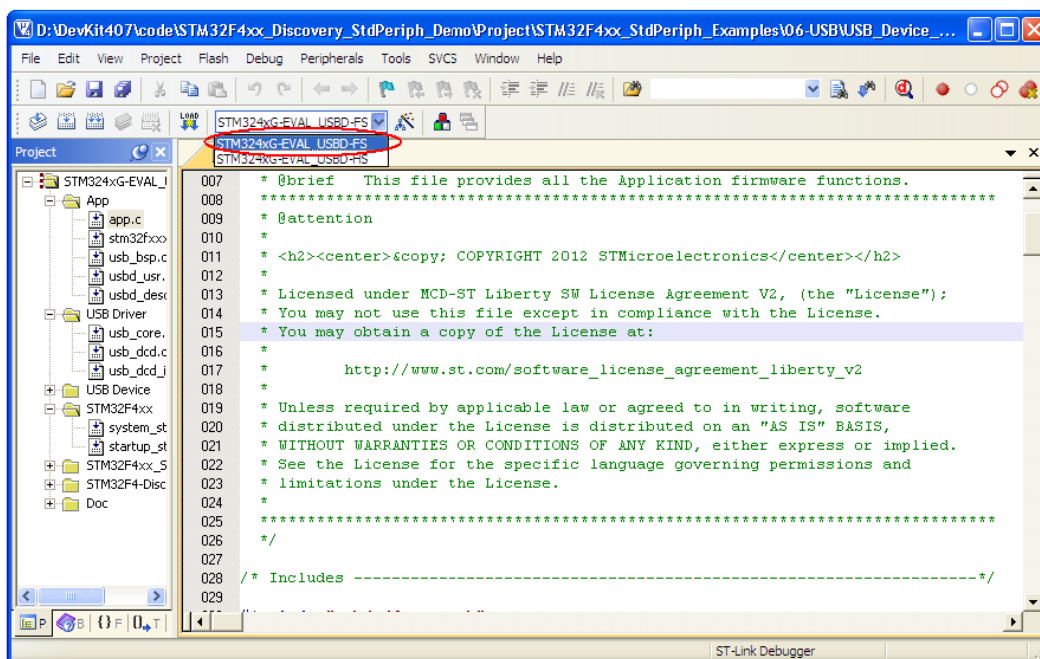 D:\DevKit407\code\STM32F4xx_Discovery_StdPeriph_Demo\Project\STM32F4xx_StdPeriph_Examples\06-USB\USB_Device_...
File Edit View Project Flash Debug Peripherals Tools SVCS Window Help
LOAD STM324xG-EVAL_USBD-FS
STM324xG-EVAL_USBD-FS
STM324xG-EVAL_USBD-HS
Project
STM324xG-EVAL_
App
app.c
stm32fxx
usb_bsp.c
usbd_usr.
usbd_desc
USB Driver
usb_core.
usb_dcd.c
usb_dcd_i
USB Device
STM32F4xx
system_st
startup_st
STM32F4xx_S
STM32F4-Disc
Doc
P B {} F 0 T
007 * @brief This file provides all the Application firmware functions.
008 ******************************************************************************
009 * @attention
010 *
011 * <h2><center>&copy; COPYRIGHT 2012 STMicroelectronics</center></h2>
012 *
013 * Licensed under MCD-ST Liberty SW License Agreement V2, (the "License");
014 * You may not use this file except in compliance with the License.
015 * You may obtain a copy of the License at:
016 *
017 * http://www.st.com/software_license_agreement_liberty_v2
018 *
019 * Unless required by applicable law or agreed to in writing, software
020 * distributed under the License is distributed on an "AS IS" BASIS,
021 * WITHOUT WARRANTIES OR CONDITIONS OF ANY KIND, either express or implied.
022 * See the License for the specific language governing permissions and
023 * limitations under the License.
024 *
025 ******************************************************************************
026 */
027
028 /* Includes ------------------------------------------------------------------*/
029
ST-Link Debugger